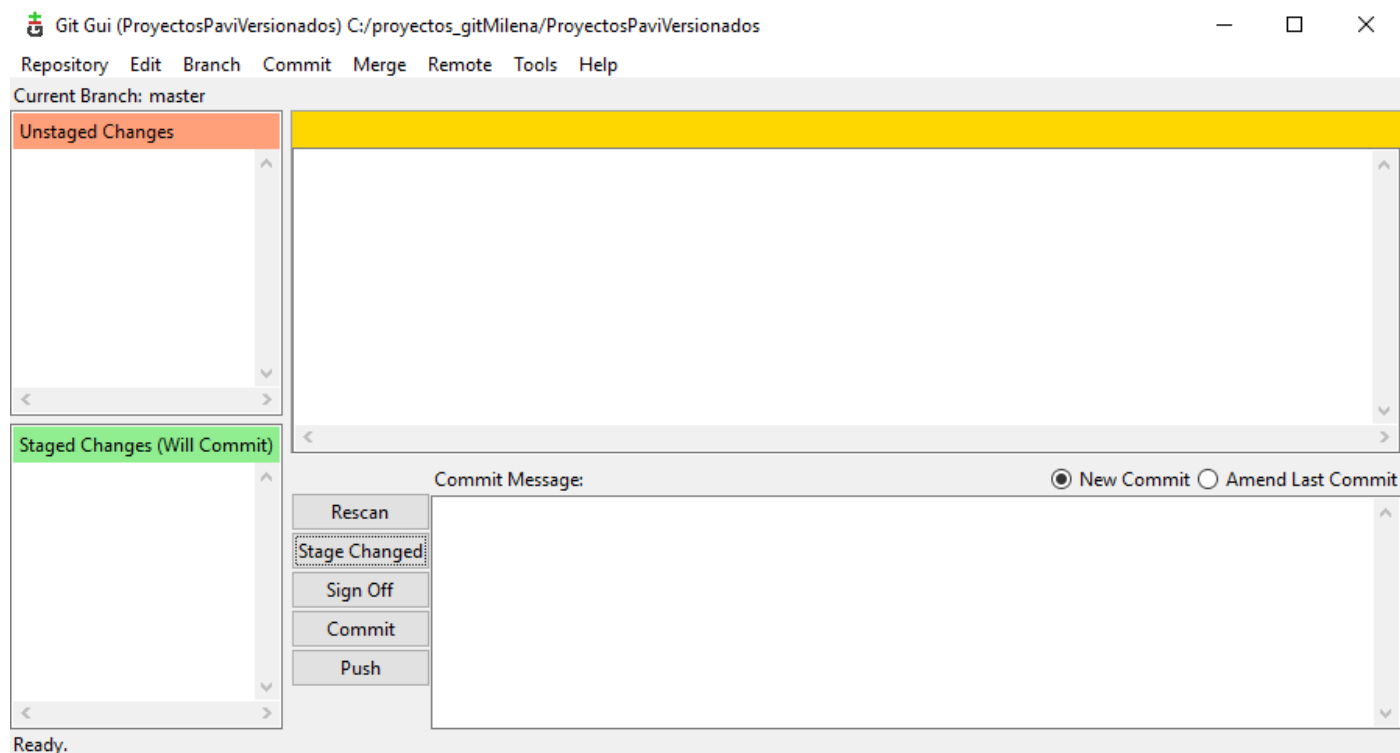 Git Gui (ProyectosPaviVersionados) C:/proyectos_gitMilena/ProyectosPaviVersionados
Repository Edit Branch Commit Merge Remote Tools Help
Current Branch: master
Unstaged Changes
Staged Changes (Will Commit)
Commit Message:
New Commit Amend Last Commit
Rescan
Stage Changed
Sign Off
Commit
Push
Ready.